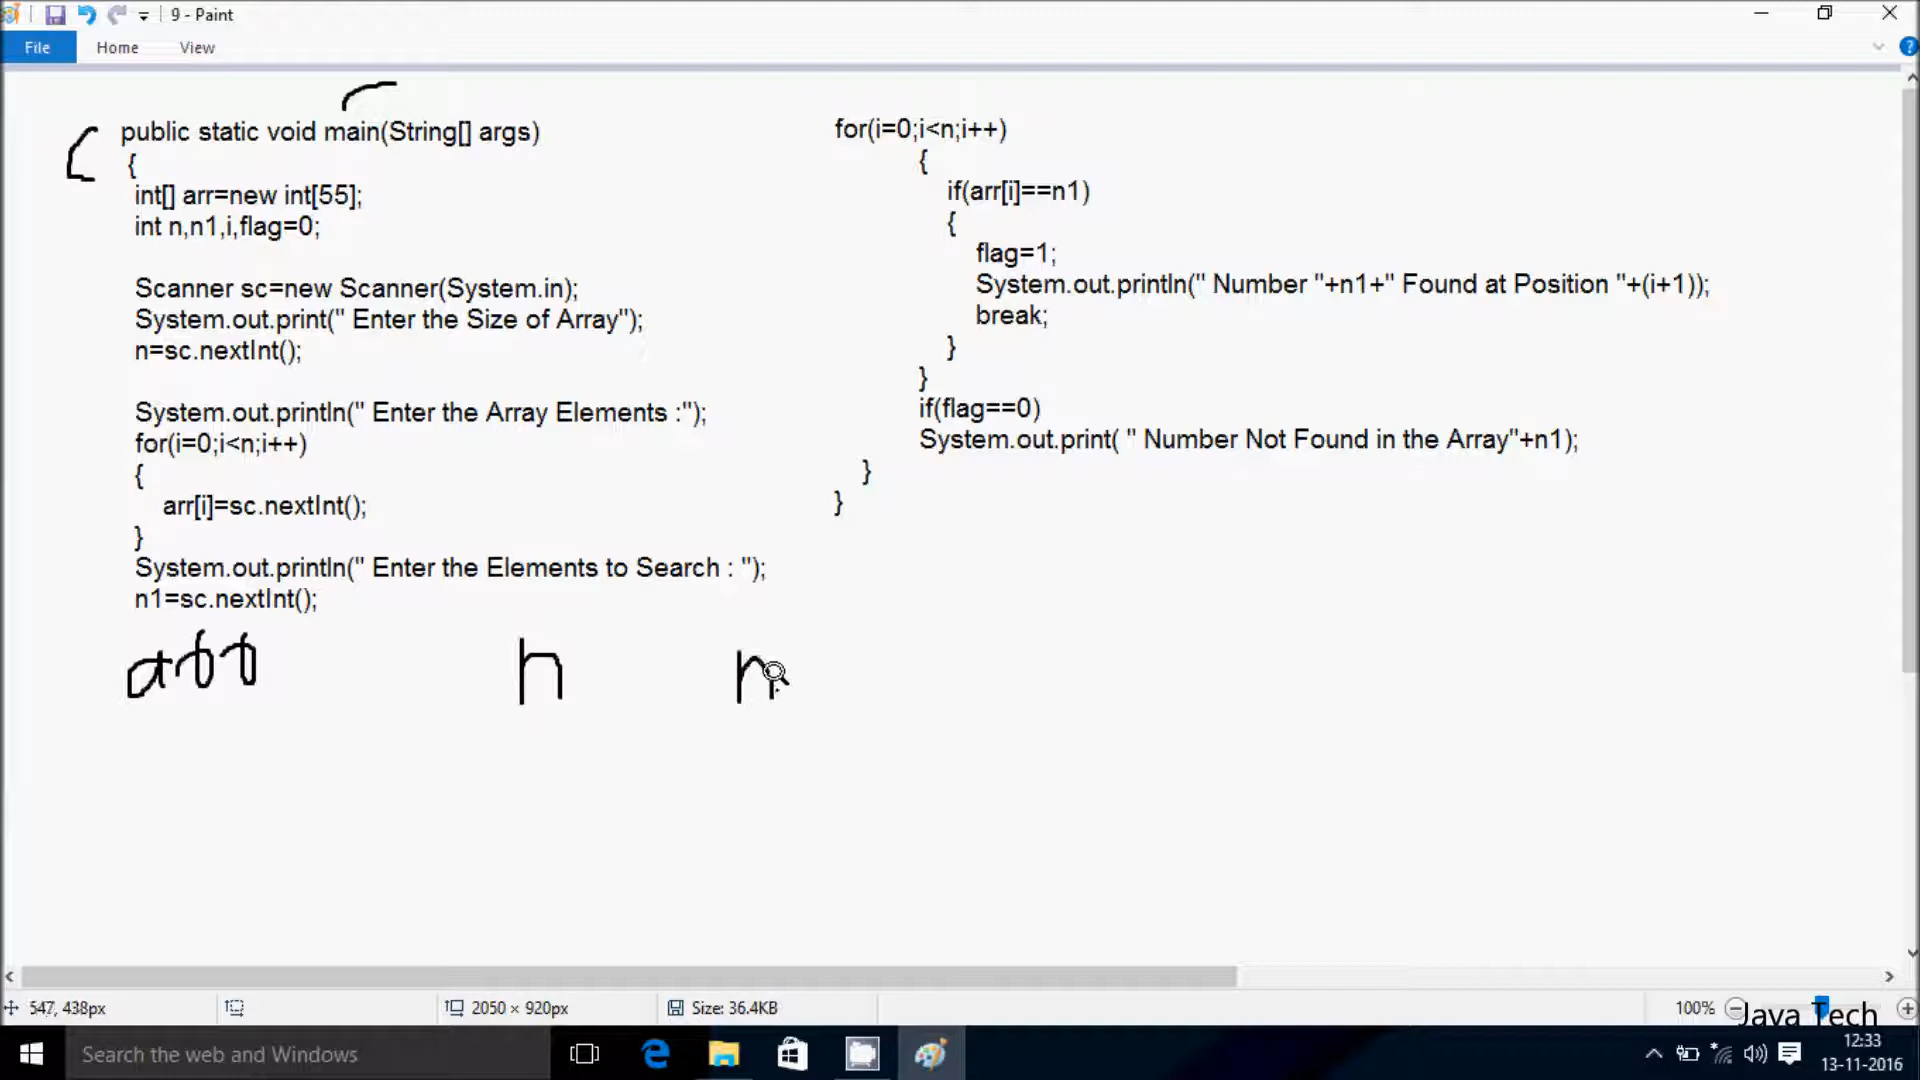 9 - Paint
File Home View
public static void main(String[] args)
{
int[] arr=new int[55];
int n,n1,i,flag=0;
Scanner sc=new Scanner(System.in);
System.out.print(" Enter the Size of Array");
n=sc.nextInt();
System.out.println(" Enter the Array Elements :");
for(i=0;i<n;i++)
{
arr[i]=sc.nextInt();
}
System.out.println(" Enter the Elements to Search : ");
n1=sc.nextInt();
for(i=0;i<n;i++)
{
if(arr[i]==n1)
{
flag=1;
System.out.println(" Number "+n1+" Found at Position "+(i+1));
break;
}
}
if(flag==0)
System.out.print( " Number Not Found in the Array"+n1);
}
}
arr n n
547, 438px 2050 × 920px Size: 36.4KB 100%
Java Tech
Search the web and Windows
12:33
13-11-2016